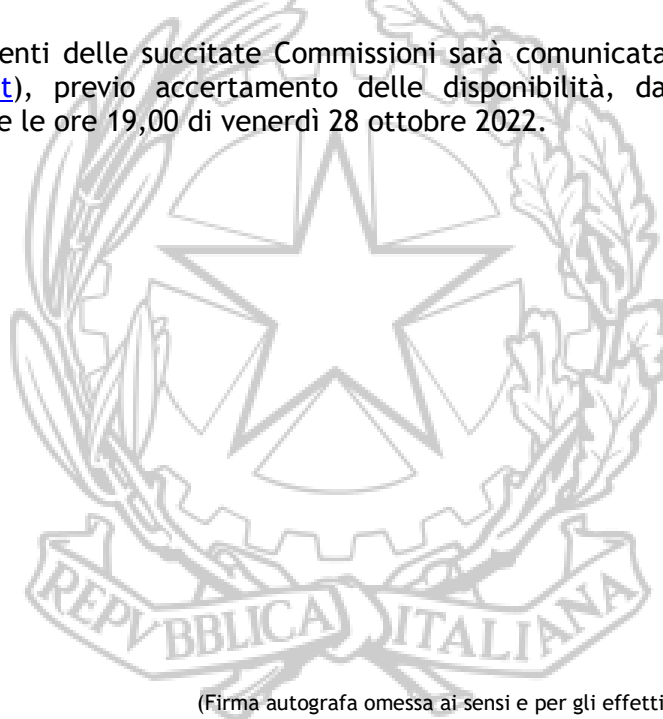 enti delle succitate Commissioni sarà comunicata
t), previo accertamento delle disponibilità, da
e le ore 19,00 di venerdì 28 ottobre 2022.
REPVBBLICA ITALIANA
(Firma autografa omessa ai sensi e per gli effetti